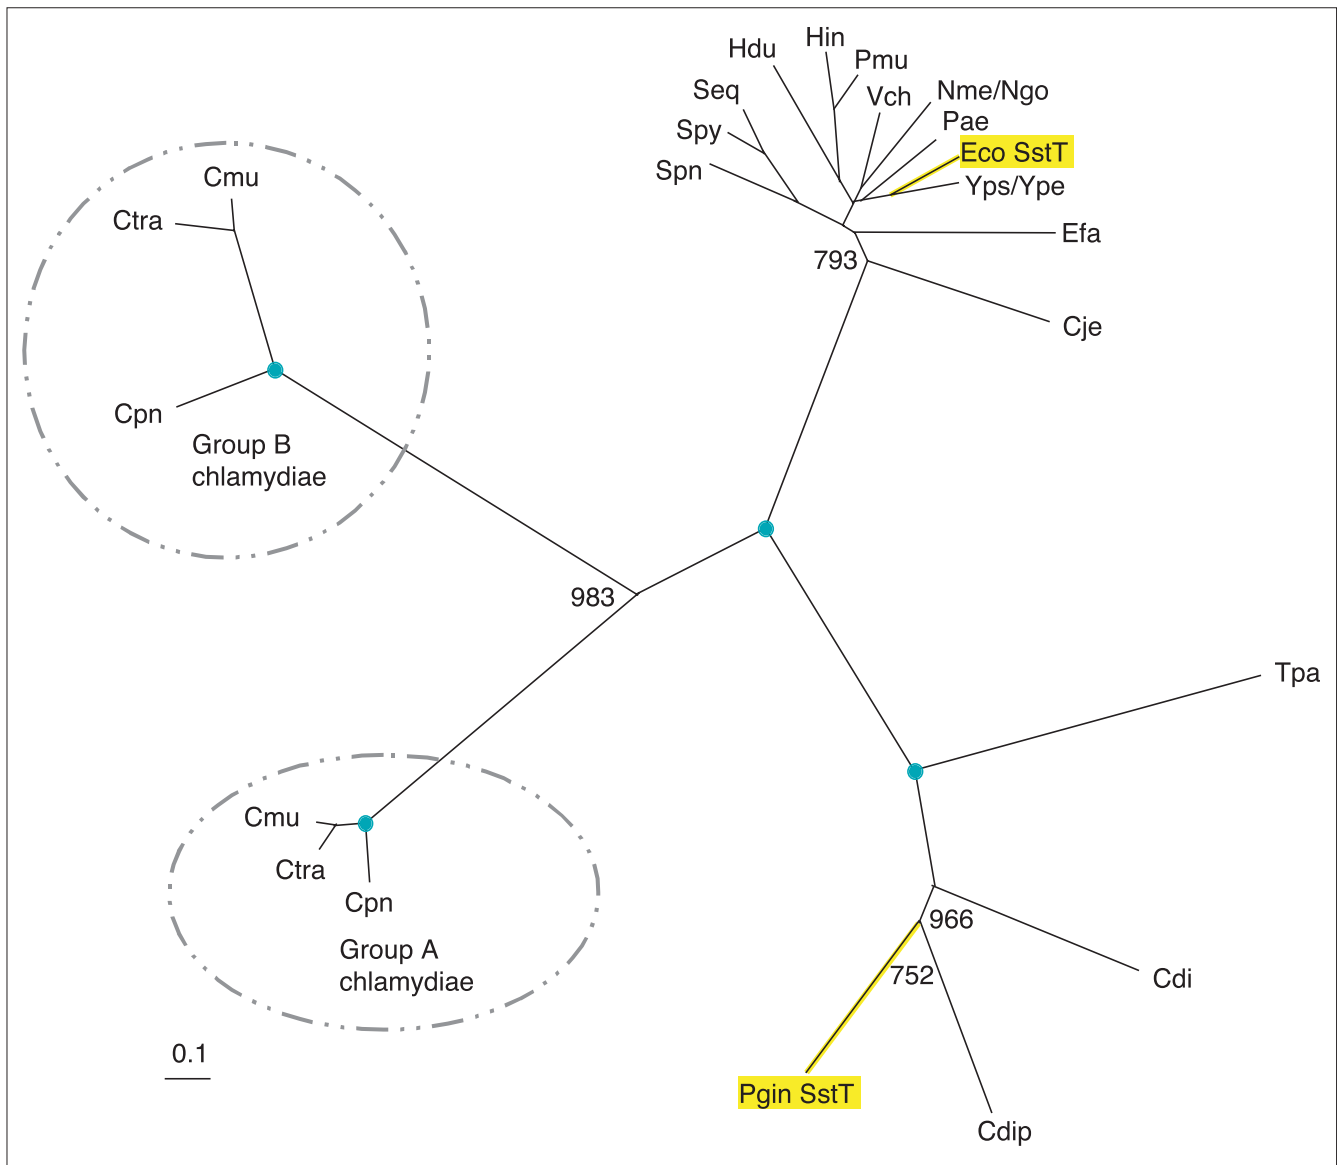 Hin
Hdu
Pmu
Seq
Vch
Nme/Ngo
Pae
Spy
Eco SstT
Spn
Yps/Ype
Cmu
Ctra
Efa
793
Cje
Cpn
Group B
chlamydiae
983
Tpa
Cmu
Ctra
Cpn
966
Group A
chlamydiae
752
Cdi
0.1
Pgin SstT
Cdip